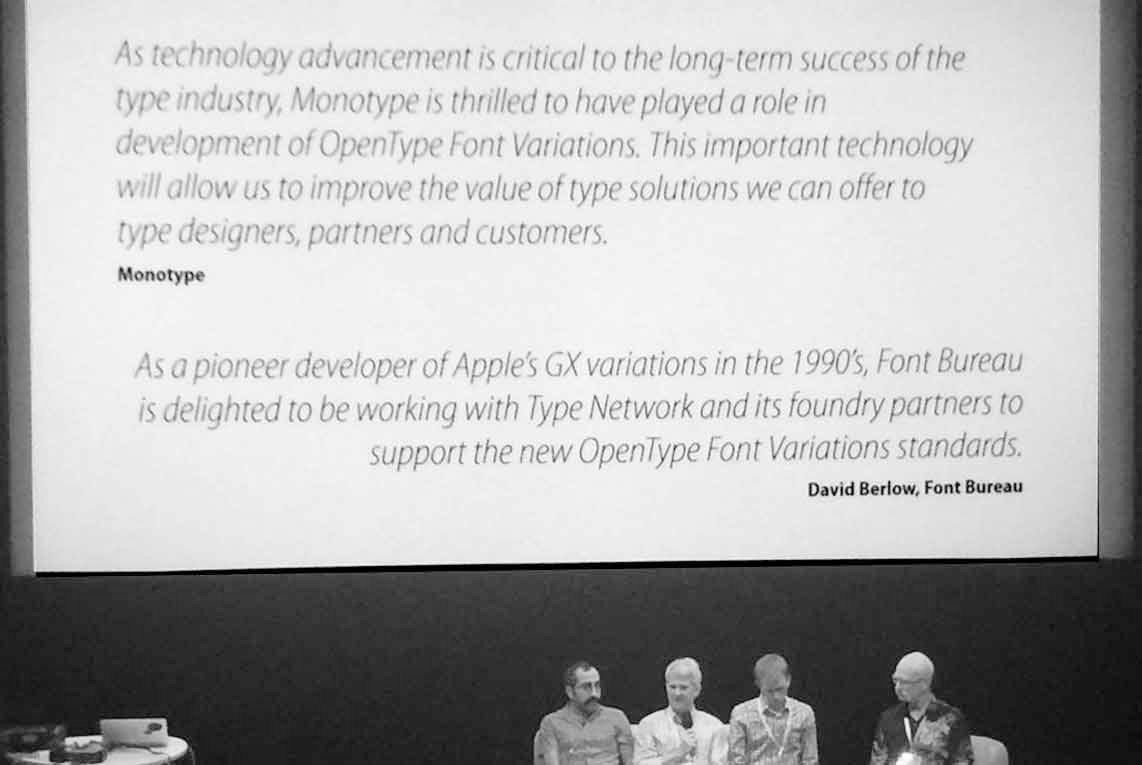 As technology advancement is critical to the long-term success of the
type industry, Monotype is thrilled to have played a role in
development of OpenType Font Variations. This important technology
will allow us to improve the value of type solutions we can offer to
type designers, partners and customers.
Monotype
As a pioneer developer of Apple's GX variations in the 1990's, Font Bureau
is delighted to be working with Type Network and its foundry partners to
support the new OpenType Font Variations standards.
David Berlow, Font Bureau